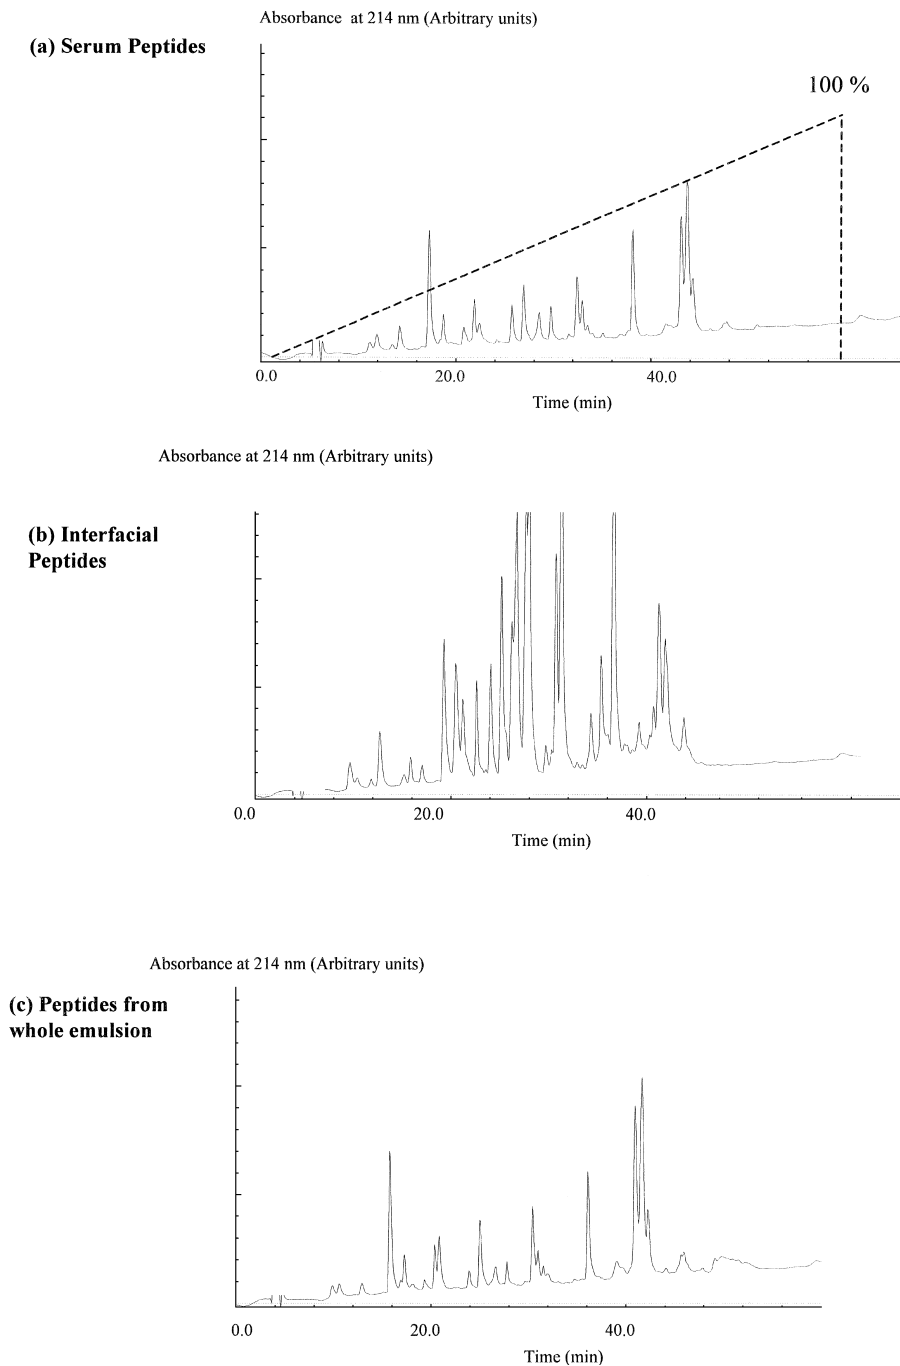 Absorbance at 214 nm (Arbitrary units)
(a) Serum Peptides
100 %
0.0 20.0 40.0
Time (min)
Absorbance at 214 nm (Arbitrary units)
(b) Interfacial
Peptides
0.0 20.0 40.0
Time (min)
Absorbance at 214 nm (Arbitrary units)
(c) Peptides from
whole emulsion
0.0 20.0 40.0
Time (min)